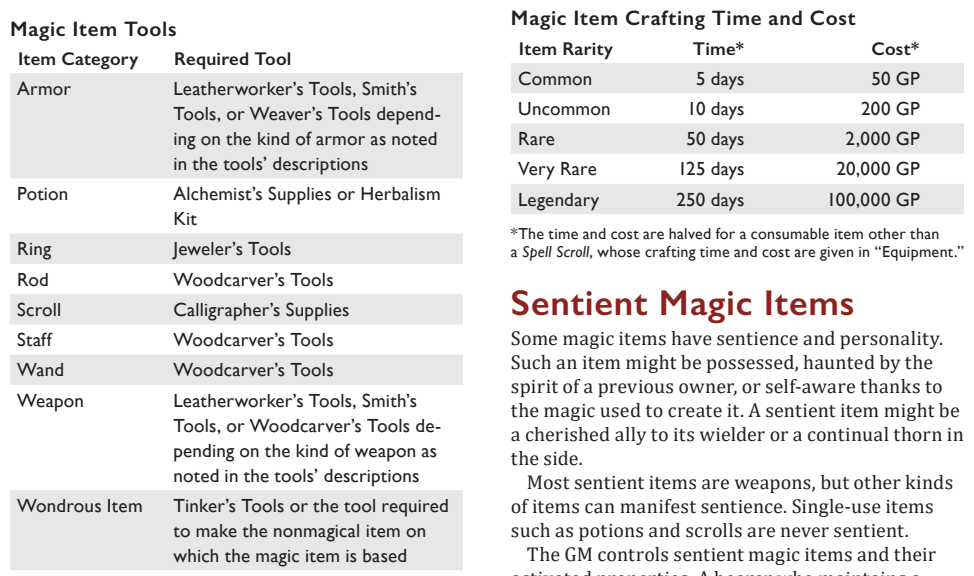 Magic Item Tools
Item Category Required Tool
Armor Leatherworker's Tools, Smith's
Tools, or Weaver's Tools depend-
ing on the kind of armor as noted
in the tools' descriptions
Potion Alchemist's Supplies or Herbalism
Kit
Ring Jeweler's Tools
Rod Woodcarver's Tools
Scroll Calligrapher's Supplies
Staff Woodcarver's Tools
Wand Woodcarver's Tools
Weapon Leatherworker's Tools, Smith's
Tools, or Woodcarver's Tools de-
pending on the kind of weapon as
noted in the tools' descriptions
Wondrous Item Tinker's Tools or the tool required
to make the nonmagical item on
which the magic item is based
Magic Item Crafting Time and Cost
Item Rarity Time* Cost*
Common 5 days 50 GP
Uncommon 10 days 200 GP
Rare 50 days 2,000 GP
Very Rare 125 days 20,000 GP
Legendary 250 days 100,000 GP
*The time and cost are halved for a consumable item other than
a Spell Scroll, whose crafting time and cost are given in "Equipment."
Sentient Magic Items
Some magic items have sentience and personality.
Such an item might be possessed, haunted by the
spirit of a previous owner, or self-aware thanks to
the magic used to create it. A sentient item might be
a cherished ally to its wielder or a continual thorn in
the side.
Most sentient items are weapons, but other kinds
of items can manifest sentience. Single-use items
such as potions and scrolls are never sentient.
The GM controls sentient magic items and their
activated properties. A bearer who maintains a